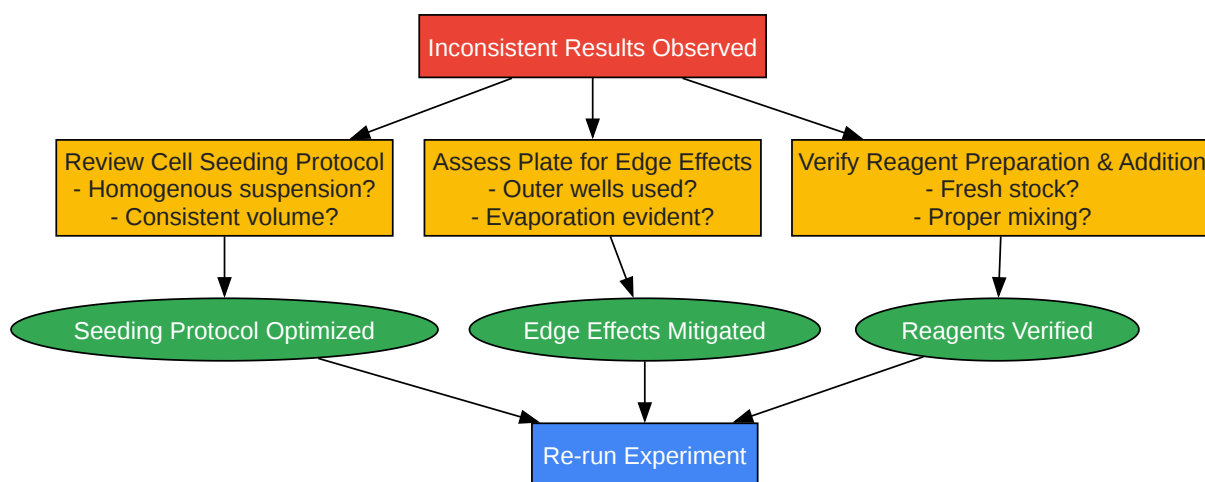 Inconsistent Results Observed
Review Cell Seeding Protocol
- Homogenous suspension?
- Consistent volume?
Assess Plate for Edge Effects
- Outer wells used?
- Evaporation evident?
Verify Reagent Preparation & Addition
- Fresh stock?
- Proper mixing?
Seeding Protocol Optimized
Edge Effects Mitigated
Reagents Verified
Re-run Experiment